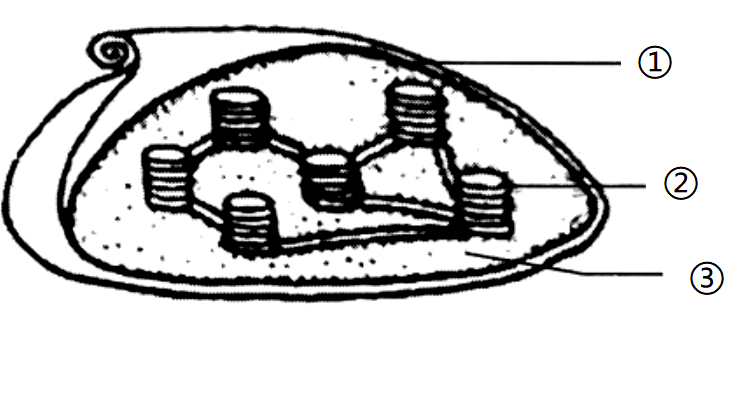 ①
②
③